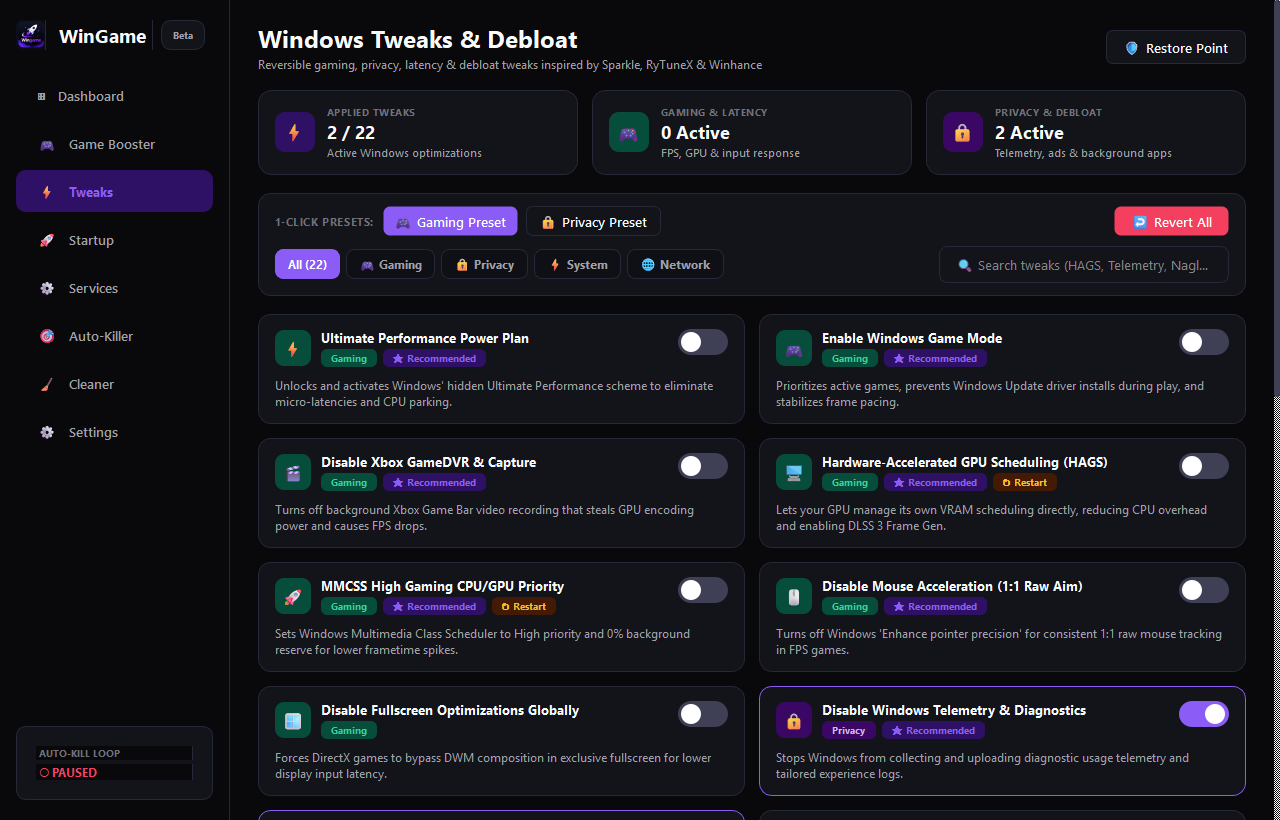 WinGame
Beta
Dashboard
Game Booster
Tweaks
Startup
Services
Auto-Killer
Cleaner
Settings
AUTO-KILL LOOP
PAUSED
Windows Tweaks & Debloat
Reversible gaming, privacy, latency & debloat tweaks inspired by Sparkle, RyTuneX & Winhance
Restore Point
APPLIED TWEAKS
2 / 22
Active Windows optimizations
GAMING & LATENCY
0 Active
FPS, GPU & input response
PRIVACY & DEBLOAT
2 Active
Telemetry, ads & background apps
1-CLICK PRESETS:
Gaming Preset
Privacy Preset
Revert All
All (22)
Gaming
Privacy
System
Network
Search tweaks (HAGS, Telemetry, Nagl...
Ultimate Performance Power Plan
Gaming
Recommended
Unlocks and activates Windows' hidden Ultimate Performance scheme to eliminate
micro-latencies and CPU parking.
Enable Windows Game Mode
Gaming
Recommended
Prioritizes active games, prevents Windows Update driver installs during play, and
stabilizes frame pacing.
Disable Xbox GameDVR & Capture
Gaming
Recommended
Turns off background Xbox Game Bar video recording that steals GPU encoding
power and causes FPS drops.
Hardware-Accelerated GPU Scheduling (HAGS)
Gaming
Recommended
Restart
Lets your GPU manage its own VRAM scheduling directly, reducing CPU overhead
and enabling DLSS 3 Frame Gen.
MMCSS High Gaming CPU/GPU Priority
Gaming
Recommended
Restart
Sets Windows Multimedia Class Scheduler to High priority and 0% background
reserve for lower frametime spikes.
Disable Mouse Acceleration (1:1 Raw Aim)
Gaming
Recommended
Turns off Windows 'Enhance pointer precision' for consistent 1:1 raw mouse tracking
in FPS games.
Disable Fullscreen Optimizations Globally
Gaming
Forces DirectX games to bypass DWM composition in exclusive fullscreen for lower
display input latency.
Disable Windows Telemetry & Diagnostics
Privacy
Recommended
Stops Windows from collecting and uploading diagnostic usage telemetry and
tailored experience logs.